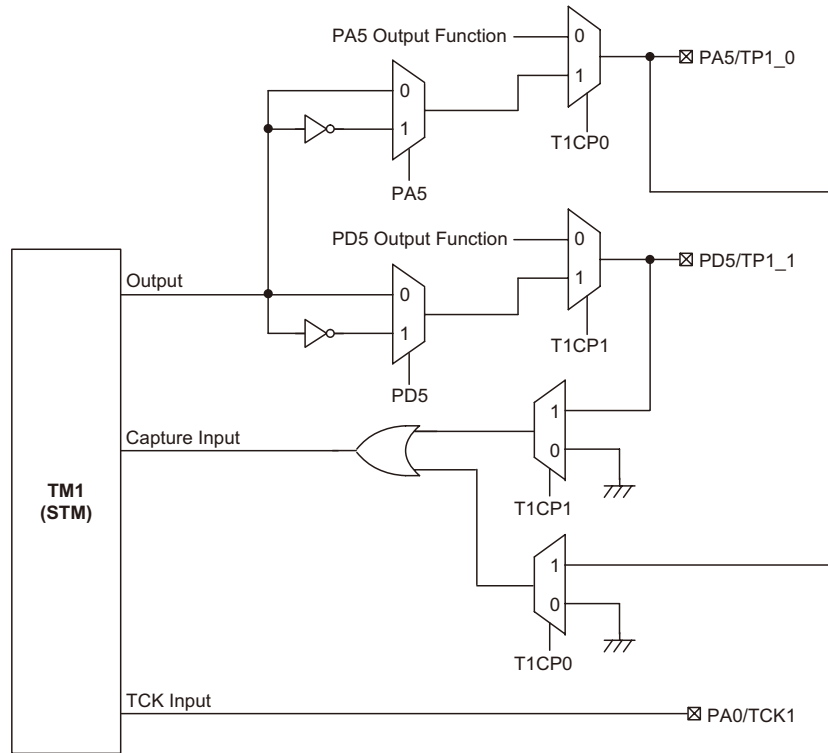 PA5 Output Function
0
1
PA5/TP1_0
T1CP0
0
1
PA5
PD5 Output Function
0
1
PD5/TP1_1
T1CP1
Output
0
1
PD5
Capture Input
1
0
T1CP1
TM1
(STM)
1
0
T1CP0
TCK Input
PA0/TCK1